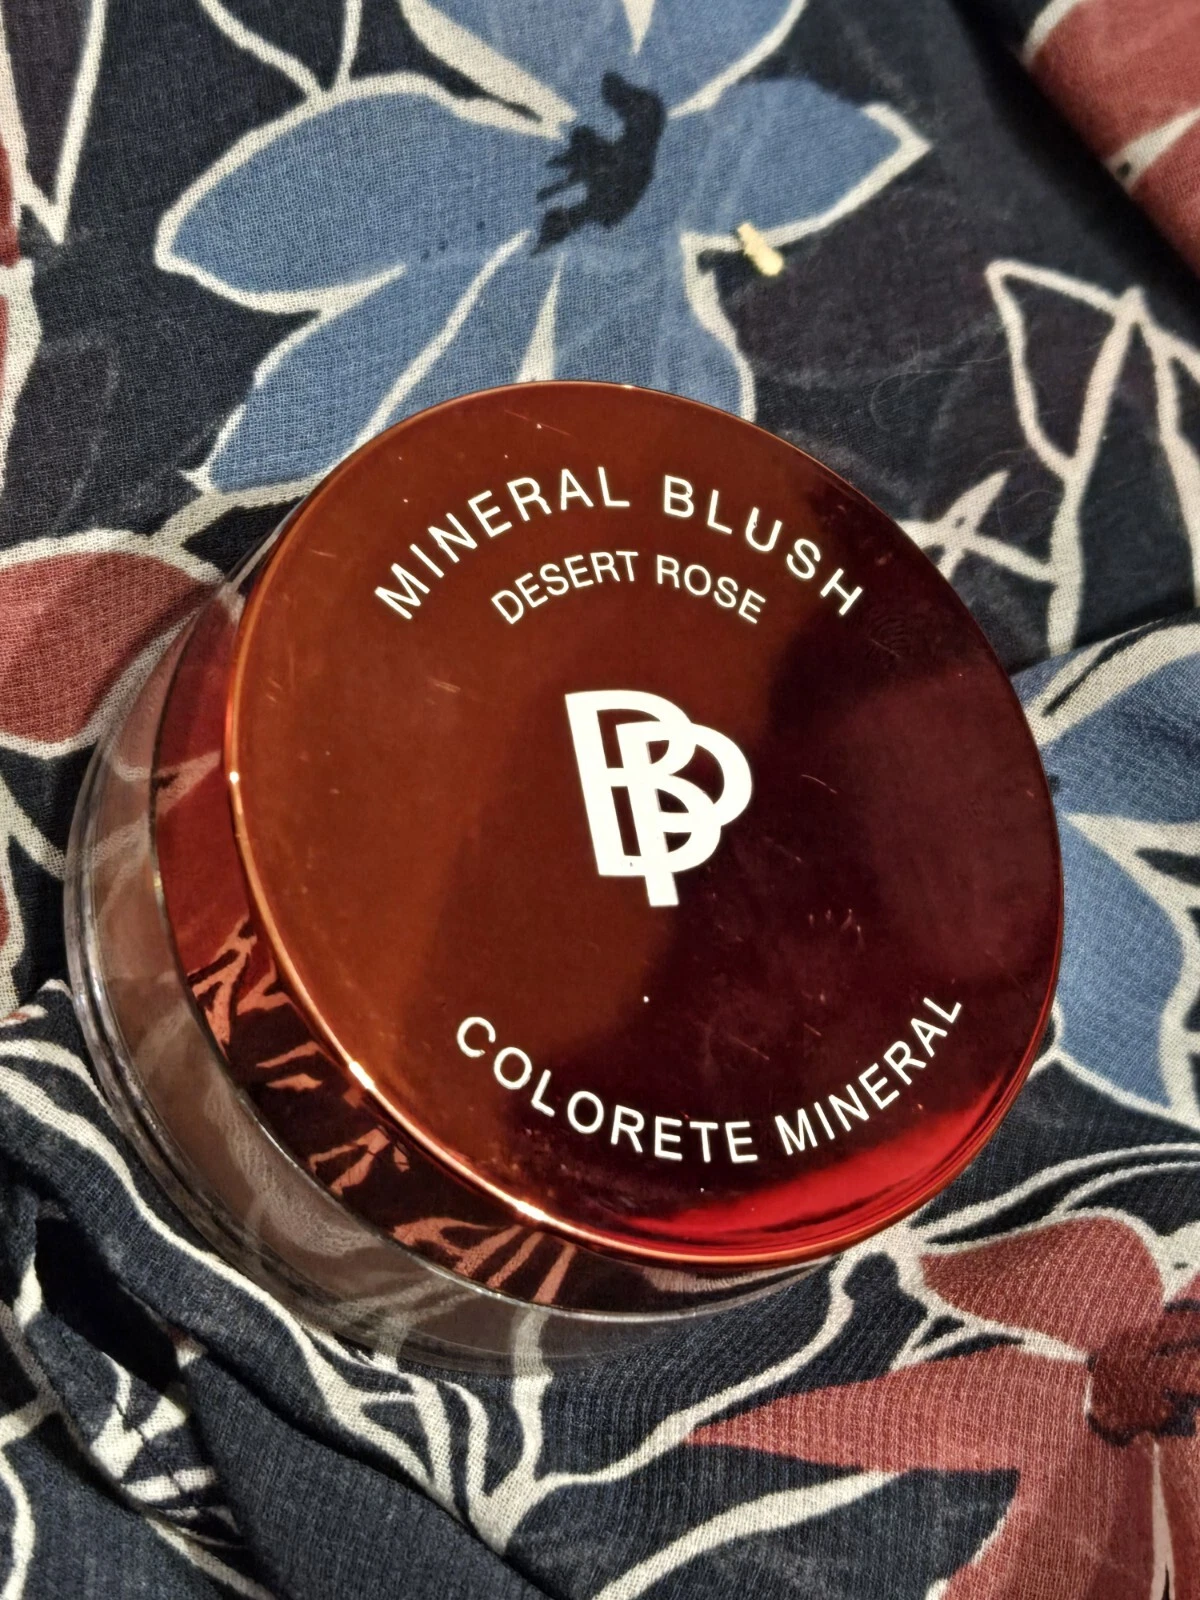 MINERAL BLUSH
DESERT ROSE
BP
COLORETE MINERAL